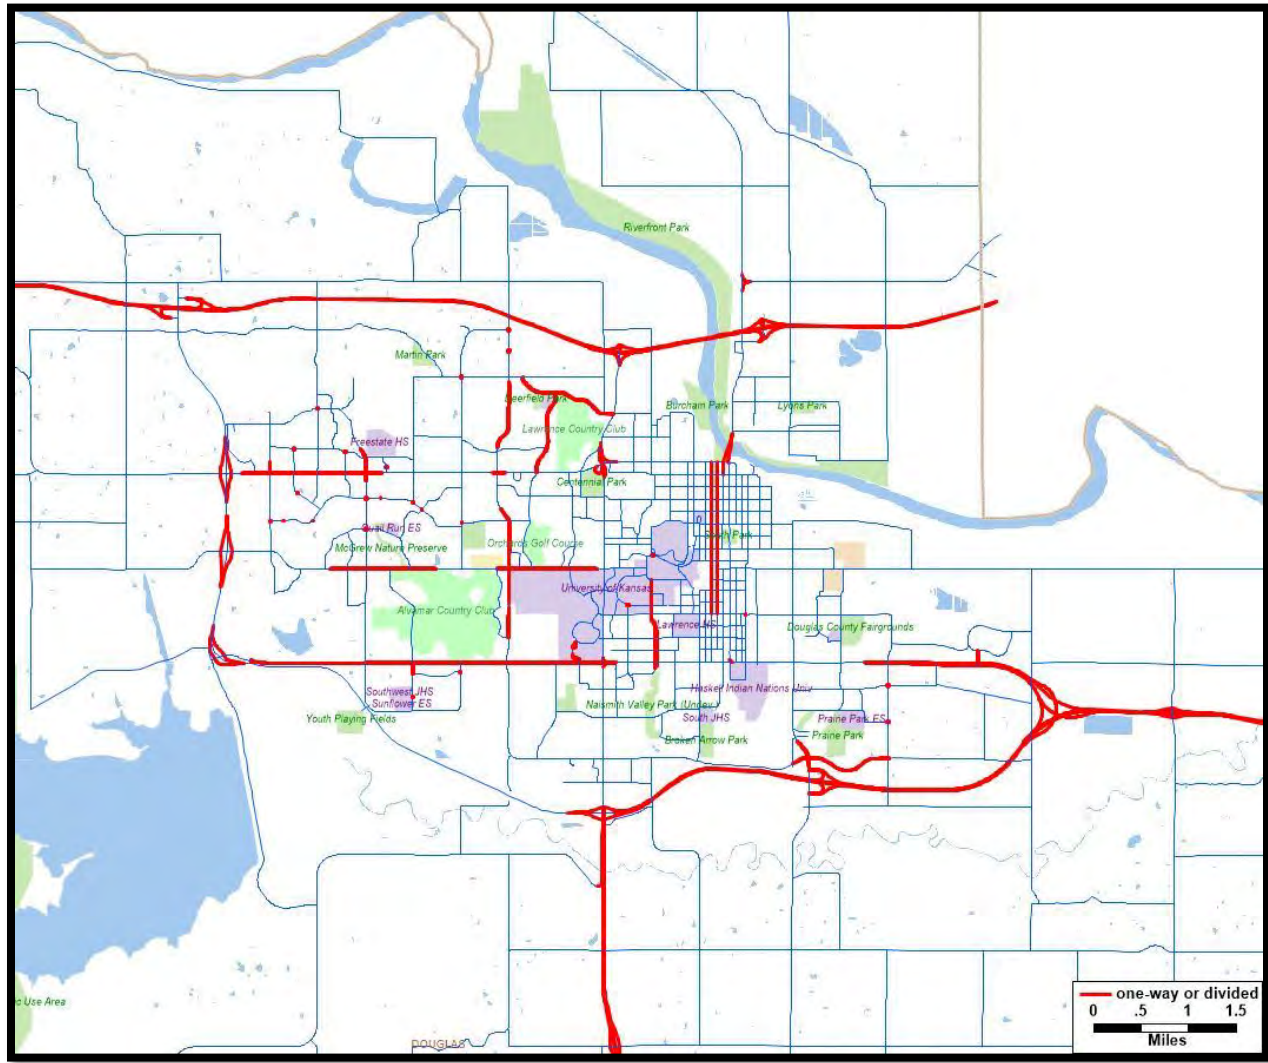 Riverfront Park
Martin Park
Deerfield Park
Burcham Park
Lyons Park
Lawrence Country Club
Freestate HS
Centennial Park
Quail Run ES
South Park
McGrew Nature Preserve
Orchards Golf Course
University of Kansas
Alvamar Country Club
Lawrence HS
Douglas County Fairgrounds
Southwest JHS
Sunflower ES
Haskell Indian Nations Univ
Naismith Valley Park (Undev.)
Youth Playing Fields
South JHS
Prairie Park ES
Broken Arrow Park
Prairie Park
ic Use Area
DOUGLAS
one-way or divided
0 .5 1 1.5
Miles